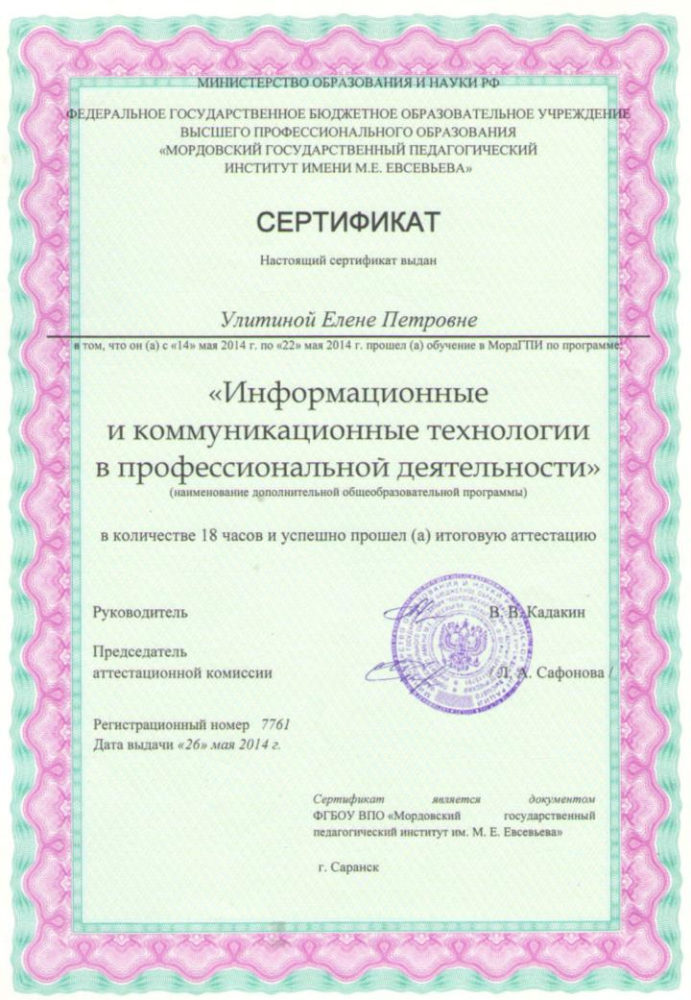 МИНИСТЕРСТВО ОБРАЗОВАНИЯ И НАУКИ РФ
ФЕДЕРАЛЬНОЕ ГОСУДАРСТВЕННОЕ БЮДЖЕТНОЕ ОБРАЗОВАТЕЛЬНОЕ УЧРЕЖДЕНИЕ
ВЫСШЕГО ПРОФЕССИОНАЛЬНОГО ОБРАЗОВАНИЯ
«МОРДОВСКИЙ ГОСУДАРСТВЕННЫЙ ПЕДАГОГИЧЕСКИЙ
ИНСТИТУТ ИМЕНИ М.Е. ЕВСЕВЬЕВА»
СЕРТИФИКАТ
Настоящий сертификат выдан
Улитиной Елене Петровне
в том, что он (а) с «14» мая 2014 г. по «22» мая 2014 г. прошел (а) обучение в МордГПИ по программе:
«Информационные
и коммуникационные технологии
в профессиональной деятельности»
(наименование дополнительной общеобразовательной программы)
в количестве 18 часов и успешно прошел (а) итоговую аттестацию
Руководитель В. В. Кадакин
Председатель
аттестационной комиссии / Л. А. Сафонова /
Регистрационный номер 7761
Дата выдачи «26» мая 2014 г.
Сертификат является документом
ФГБОУ ВПО «Мордовский государственный
педагогический институт им. М. Е. Евсевьева»
г. Саранск